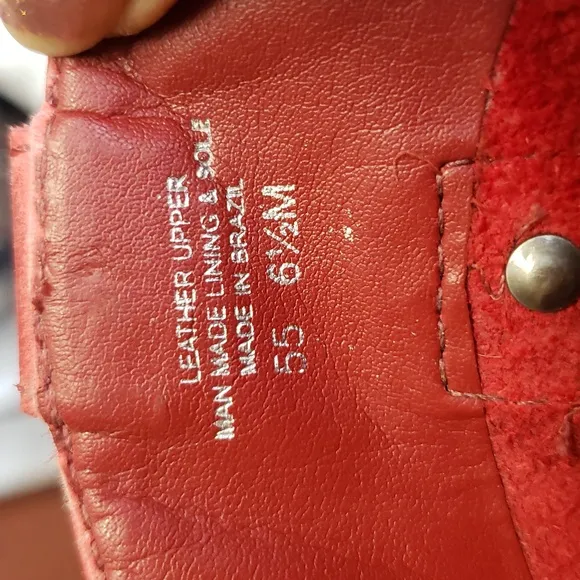 LEATHER UPPER
MAN MADE LINING & SOLE
MADE IN BRAZIL
55 6½M